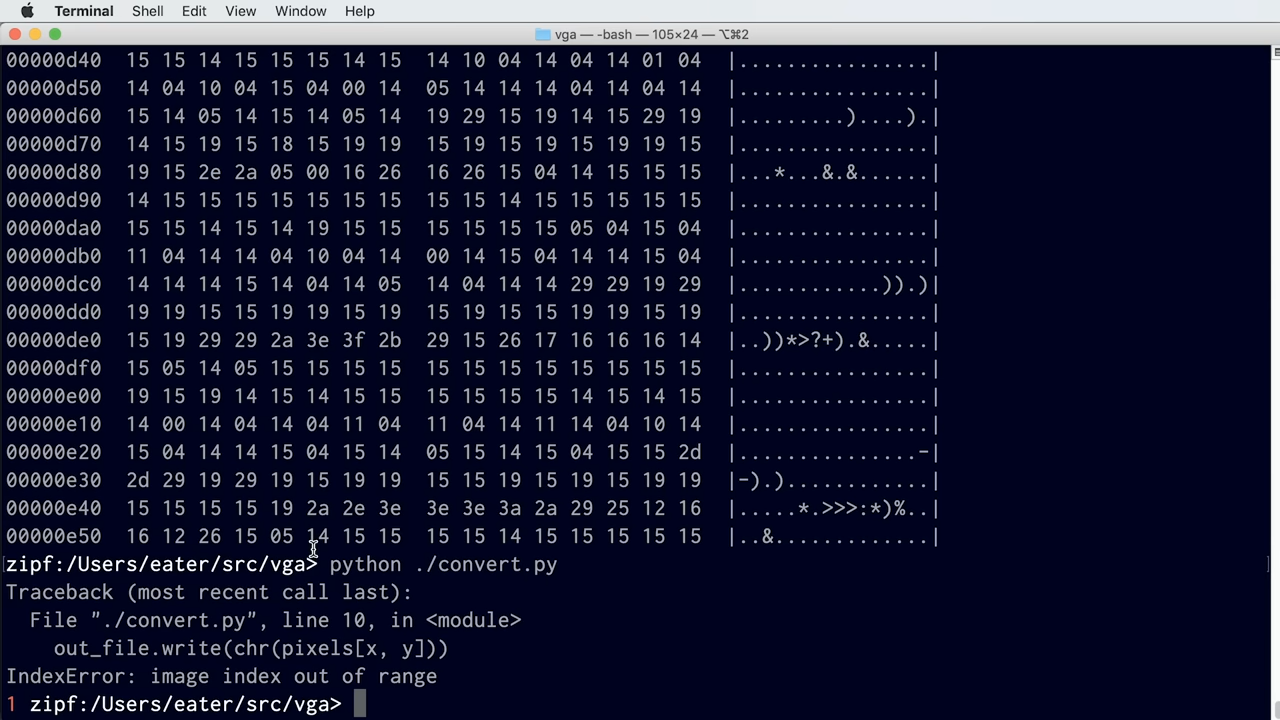 Terminal Shell Edit View Window Help
vga — -bash — 105×24 — ⌥⌘2
00000d40  15 15 14 15 15 15 14 15  14 10 04 14 04 14 01 04  |................|
00000d50  14 04 10 04 15 04 00 14  05 14 14 14 04 14 04 14  |................|
00000d60  15 14 05 14 15 14 05 14  19 29 15 19 14 15 29 19  |.........)....).|
00000d70  14 15 19 15 18 15 19 19  15 19 15 19 15 19 19 15  |................|
00000d80  19 15 2e 2a 05 00 16 26  16 26 15 04 14 15 15 15  |...*...&.&......|
00000d90  14 15 15 15 15 15 15 15  15 15 14 15 15 15 15 15  |................|
00000da0  15 15 14 15 14 19 15 15  15 15 15 15 05 04 15 04  |................|
00000db0  11 04 14 14 04 10 04 14  00 14 15 04 14 14 15 04  |................|
00000dc0  14 14 14 15 14 04 14 05  14 04 14 14 29 29 19 29  |............)).)|
00000dd0  19 19 15 15 19 19 15 19  15 19 15 15 19 19 15 19  |................|
00000de0  15 19 29 29 2a 3e 3f 2b  29 15 26 17 16 16 16 14  |..))*>?+).&.....|
00000df0  15 05 14 05 15 15 15 15  15 15 15 15 15 15 15 15  |................|
00000e00  19 15 19 14 15 14 15 15  15 15 15 15 14 15 14 15  |................|
00000e10  14 00 14 04 14 04 11 04  11 04 14 11 14 04 10 14  |................|
00000e20  15 04 14 14 15 04 15 14  05 15 14 15 04 15 15 2d  |...............-|
00000e30  2d 29 19 29 19 15 19 19  15 15 19 15 19 15 19 19  |-).)............|
00000e40  15 15 15 15 19 2a 2e 3e  3e 3e 3a 2a 29 25 12 16  |.....*.>>>:*)%..|
00000e50  16 12 26 15 05 14 15 15  15 15 14 15 15 15 15 15  |..&.............|
zipf:/Users/eater/src/vga> python ./convert.py
Traceback (most recent call last):
  File "./convert.py", line 10, in <module>
    out_file.write(chr(pixels[x, y]))
IndexError: image index out of range
1 zipf:/Users/eater/src/vga>